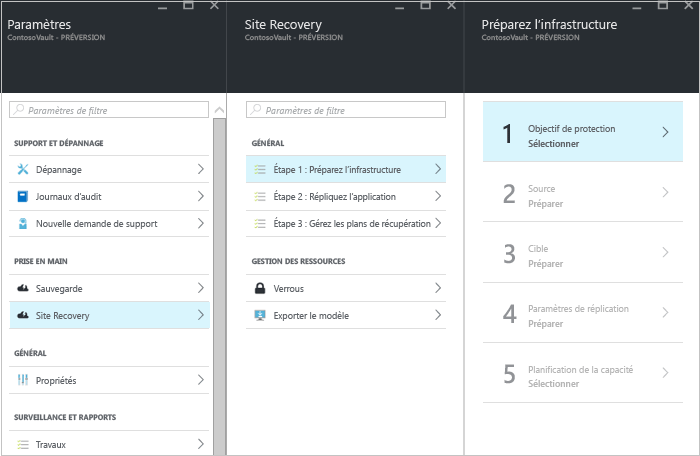 Paramètres
ContosoVault - PRÉVERSION
Paramètres de filtre
SUPPORT ET DÉPANNAGE
Dépannage
Journaux d'audit
Nouvelle demande de support
PRISE EN MAIN
Sauvegarde
Site Recovery
GÉNÉRAL
Propriétés
SURVEILLANCE ET RAPPORTS
Travaux
Site Recovery
ContosoVault - PRÉVERSION
Paramètres de filtre
GÉNÉRAL
Étape 1 : Préparez l'infrastructure
Étape 2 : Répliquez l'application
Étape 3 : Gérez les plans de récupération
GESTION DES RESSOURCES
Verrous
Exporter le modèle
Préparez l'infrastructure
ContosoVault - PRÉVERSION
1 Objectif de protection
Sélectionner
2 Source
Préparer
3 Cible
Préparer
4 Paramètres de réplication
Préparer
5 Planification de la capacité
Sélectionner